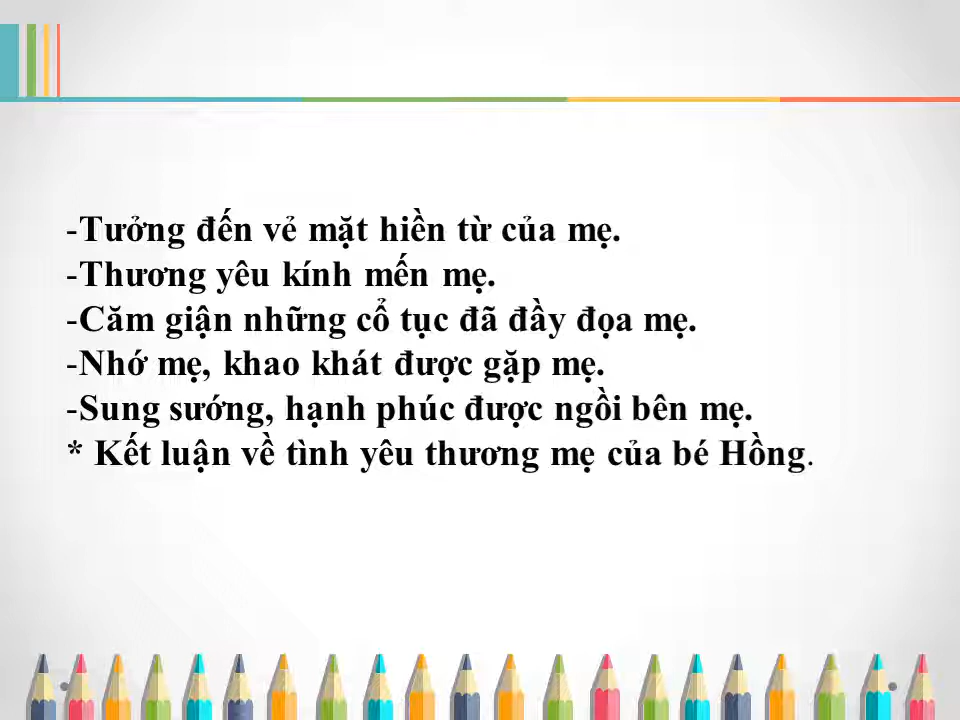 -Tưởng đến vẻ mặt hiền từ của mẹ.
-Thương yêu kính mến mẹ.
-Căm giận những cổ tục đã đầy đọa mẹ.
-Nhớ mẹ, khao khát được gặp mẹ.
-Sung sướng, hạnh phúc được ngồi bên mẹ.
* Kết luận về tình yêu thương mẹ của bé Hồng.